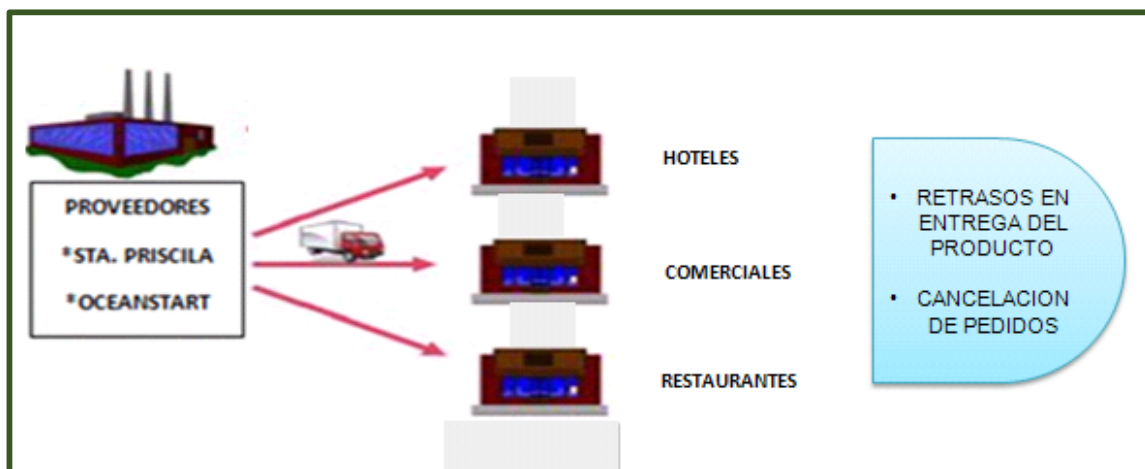 PROVEEDORES
*STA. PRISCILA
*OCEANSTART
HOTELES
COMERCIALES
RESTAURANTES
• RETRASOS EN
ENTREGA DEL
PRODUCTO
• CANCELACION
DE PEDIDOS